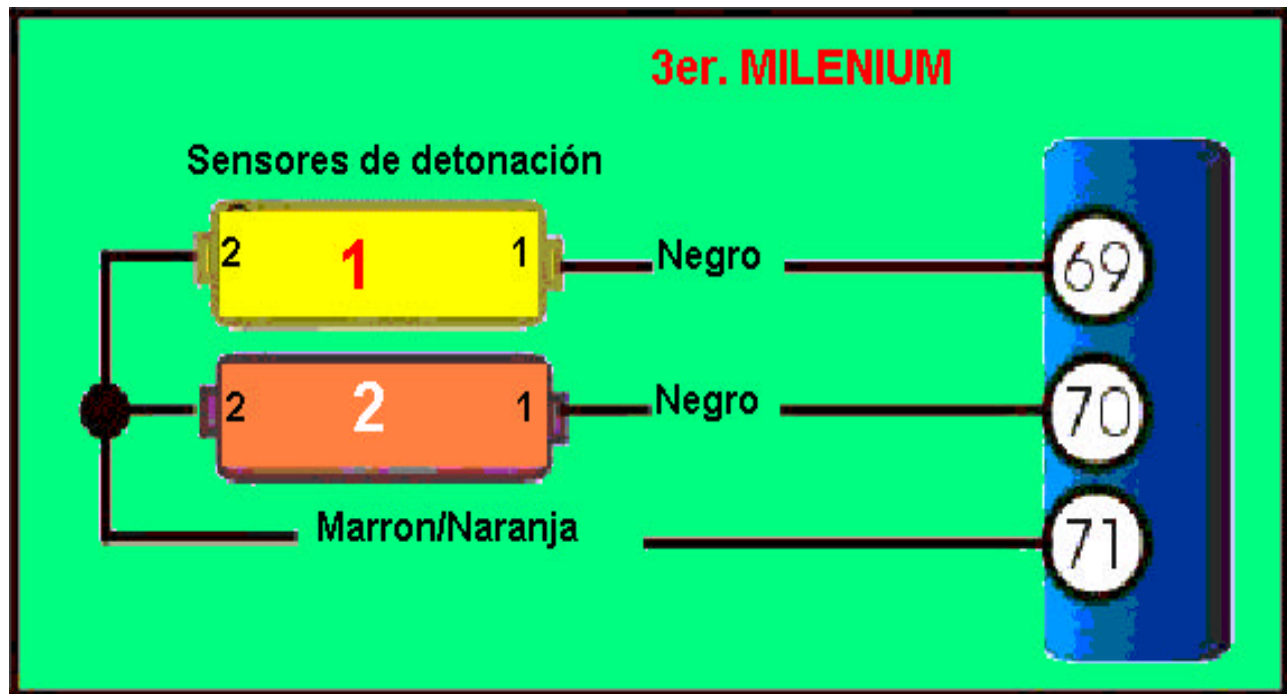 3er. MILENIUM
Sensores de detonación
2 1 1 Negro 69
2 2 1 Negro 70
Marron/Naranja 71